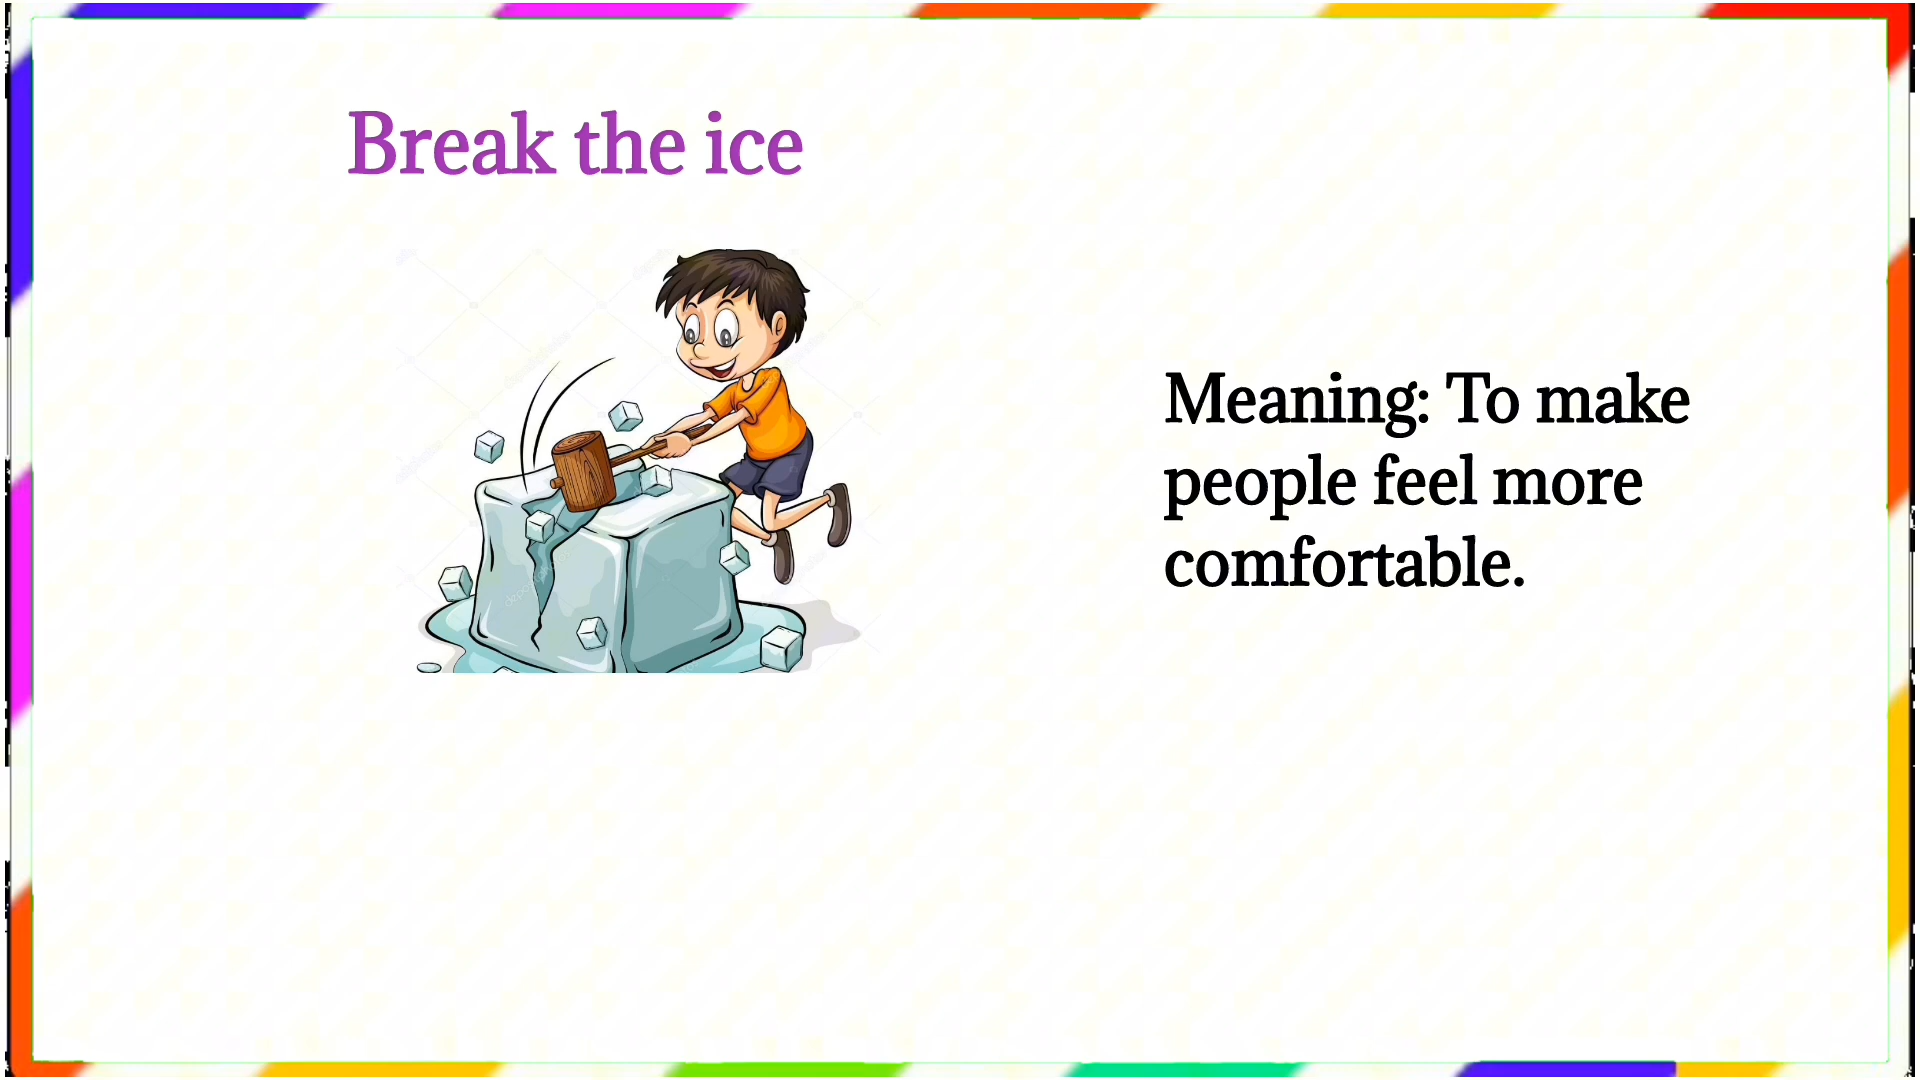 Break the ice
Meaning: To make
people feel more
comfortable.